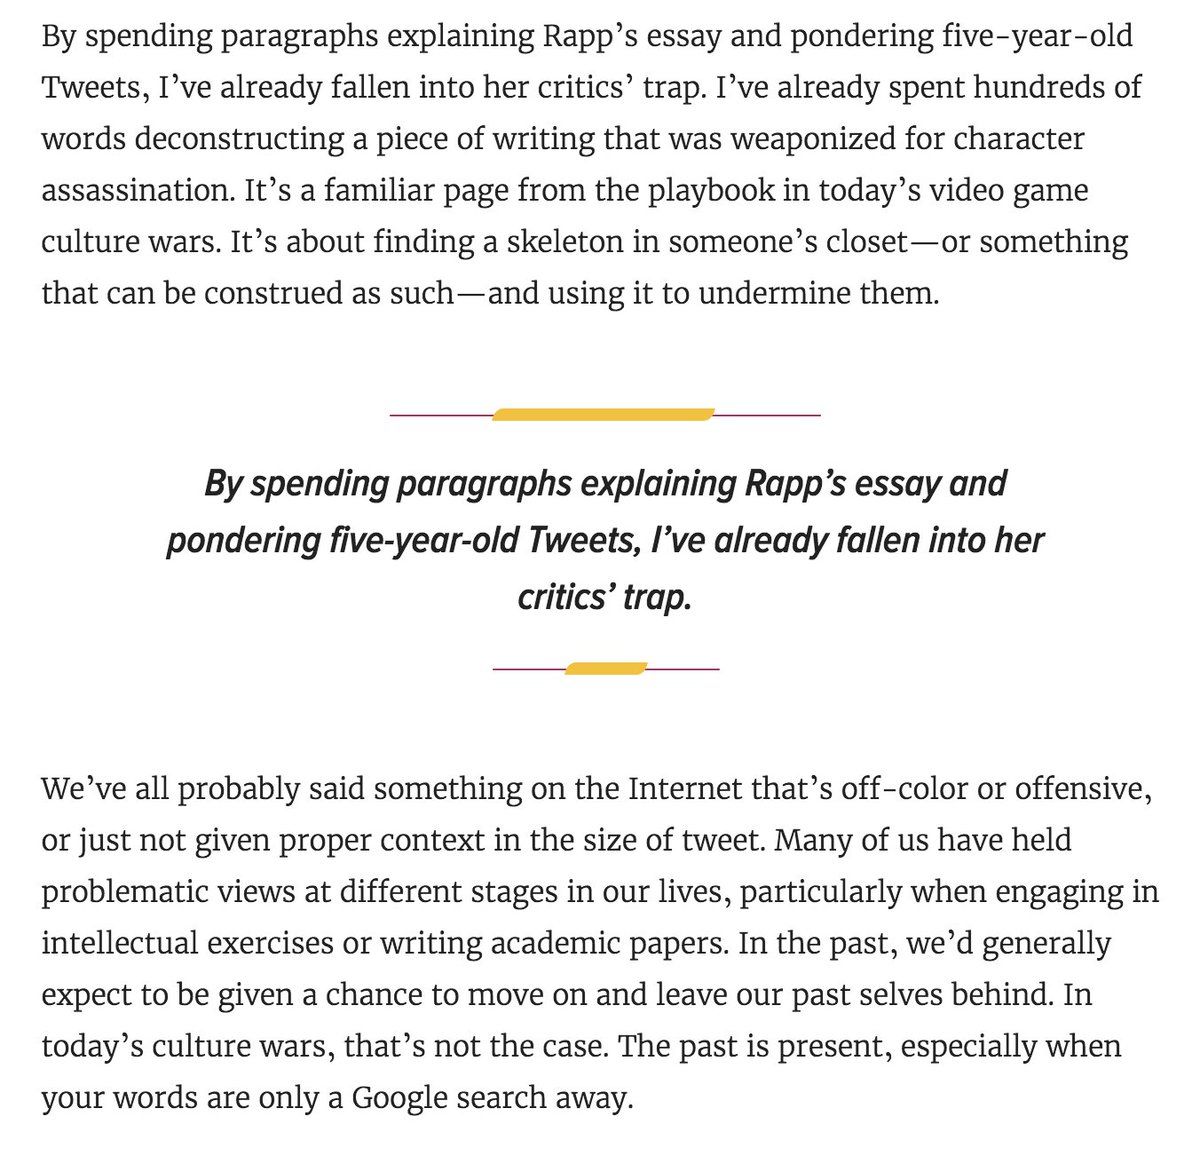 By spending paragraphs explaining Rapp’s essay and pondering five-year-old
Tweets, I’ve already fallen into her critics’ trap. I’ve already spent hundreds of
words deconstructing a piece of writing that was weaponized for character
assassination. It’s a familiar page from the playbook in today’s video game
culture wars. It’s about finding a skeleton in someone’s closet—or something
that can be construed as such—and using it to undermine them.
By spending paragraphs explaining Rapp’s essay and
pondering five-year-old Tweets, I’ve already fallen into her
critics’ trap.
We’ve all probably said something on the Internet that’s off-color or offensive,
or just not given proper context in the size of tweet. Many of us have held
problematic views at different stages in our lives, particularly when engaging in
intellectual exercises or writing academic papers. In the past, we’d generally
expect to be given a chance to move on and leave our past selves behind. In
today’s culture wars, that’s not the case. The past is present, especially when
your words are only a Google search away.